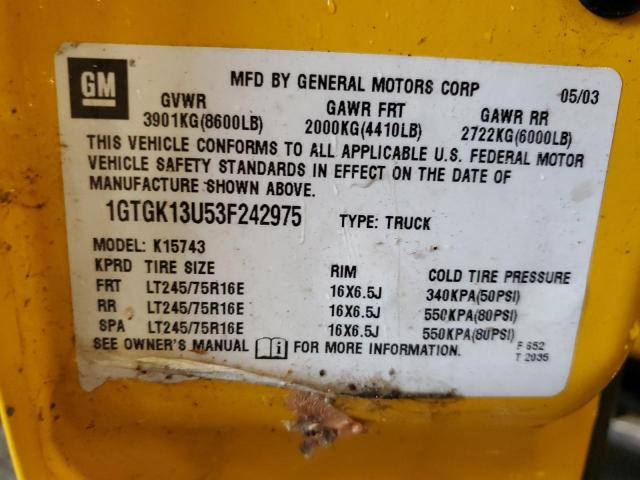 GM
MFD BY GENERAL MOTORS CORP 05/03
GVWR GAWR FRT GAWR RR
3901KG(8600LB) 2000KG(4410LB) 2722KG(6000LB)
THIS VEHICLE CONFORMS TO ALL APPLICABLE U.S. FEDERAL MOTOR
VEHICLE SAFETY STANDARDS IN EFFECT ON THE DATE OF
MANUFACTURE SHOWN ABOVE.
1GTGK13U53F242975 TYPE: TRUCK
MODEL: K15743
KPRD TIRE SIZE RIM COLD TIRE PRESSURE
FRT LT245/75R16E 16X6.5J 340KPA(50PSI)
RR LT245/75R16E 16X6.5J 550KPA(80PSI)
SPA LT245/75R16E 16X6.5J 550KPA(80PSI)
SEE OWNER'S MANUAL FOR MORE INFORMATION.
F 652
T 2035